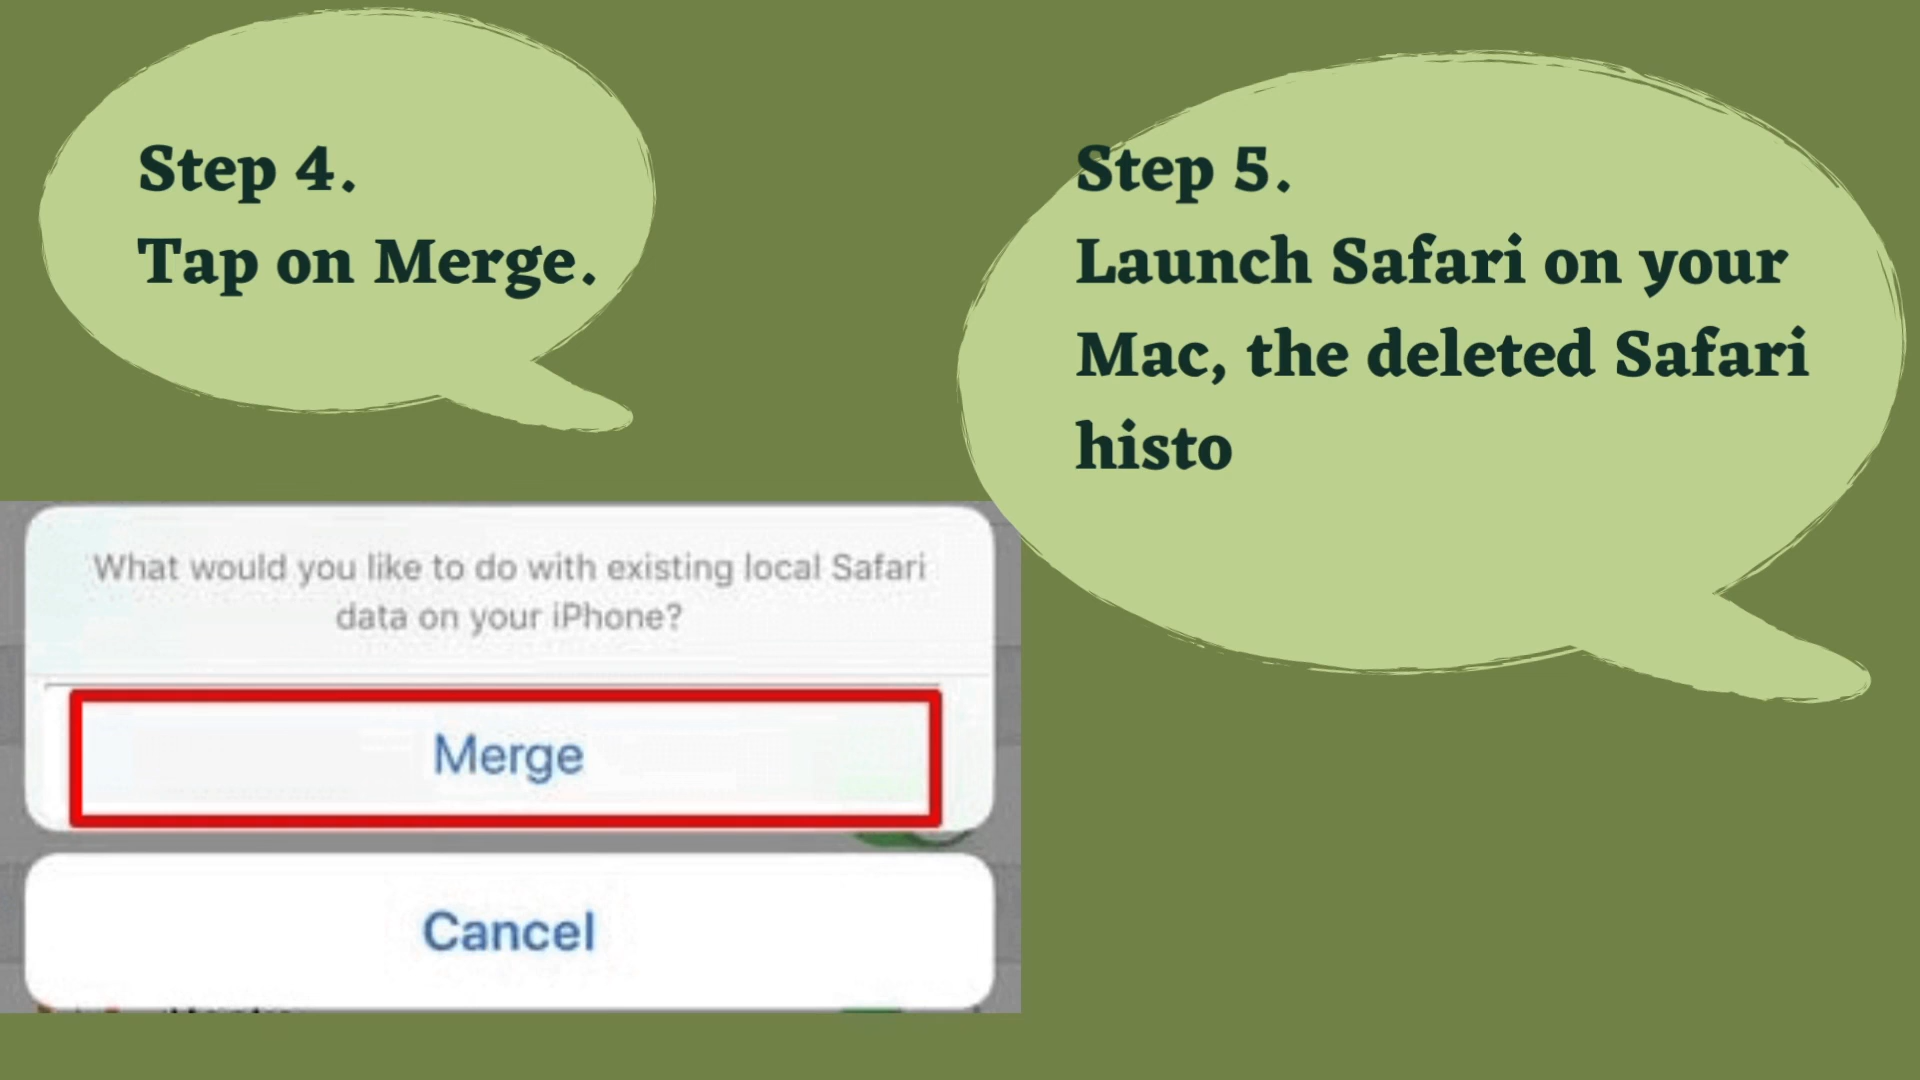 Step 4.
Tap on Merge.
Step 5.
Launch Safari on your
Mac, the deleted Safari
histo
What would you like to do with existing local Safari
data on your iPhone?
Merge
Cancel